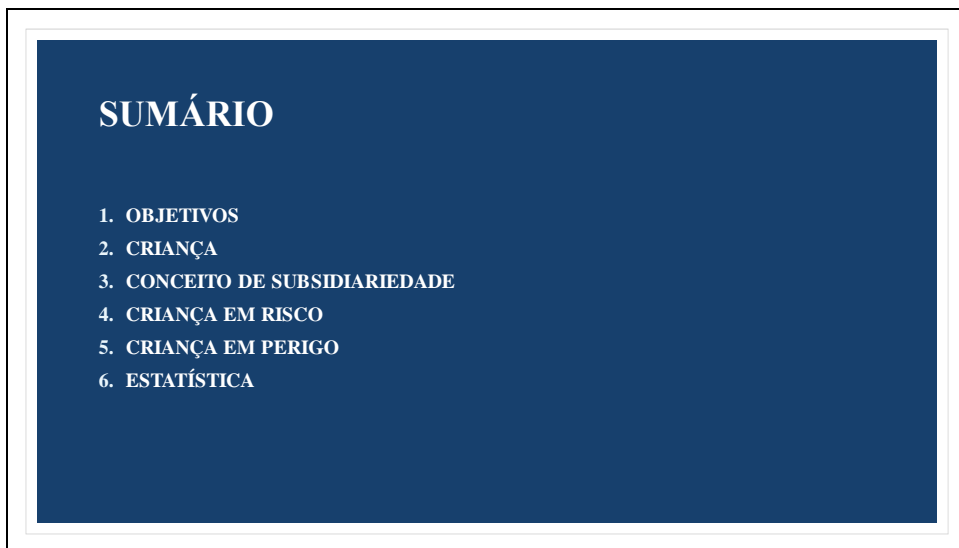 SUMÁRIO
1. OBJETIVOS
2. CRIANÇA
3. CONCEITO DE SUBSIDIARIEDADE
4. CRIANÇA EM RISCO
5. CRIANÇA EM PERIGO
6. ESTATÍSTICA